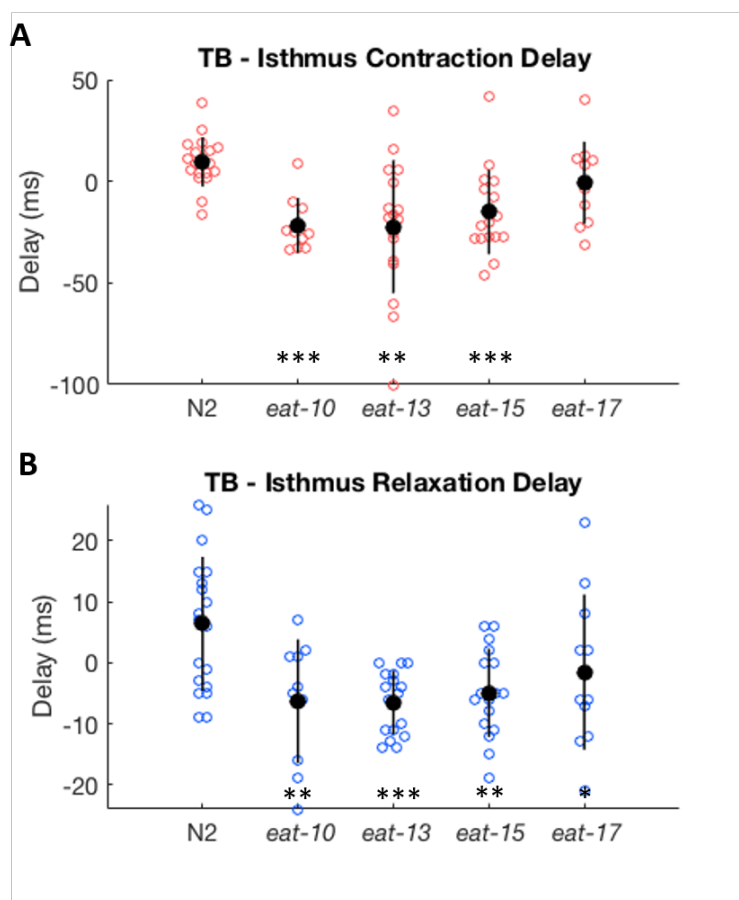 A
TB - Isthmus Contraction Delay
50
0
-50
-100
Delay (ms)
*** ** ***
N2 eat-10 eat-13 eat-15 eat-17
B
TB - Isthmus Relaxation Delay
20
10
0
-10
-20
Delay (ms)
** *** ** *
N2 eat-10 eat-13 eat-15 eat-17